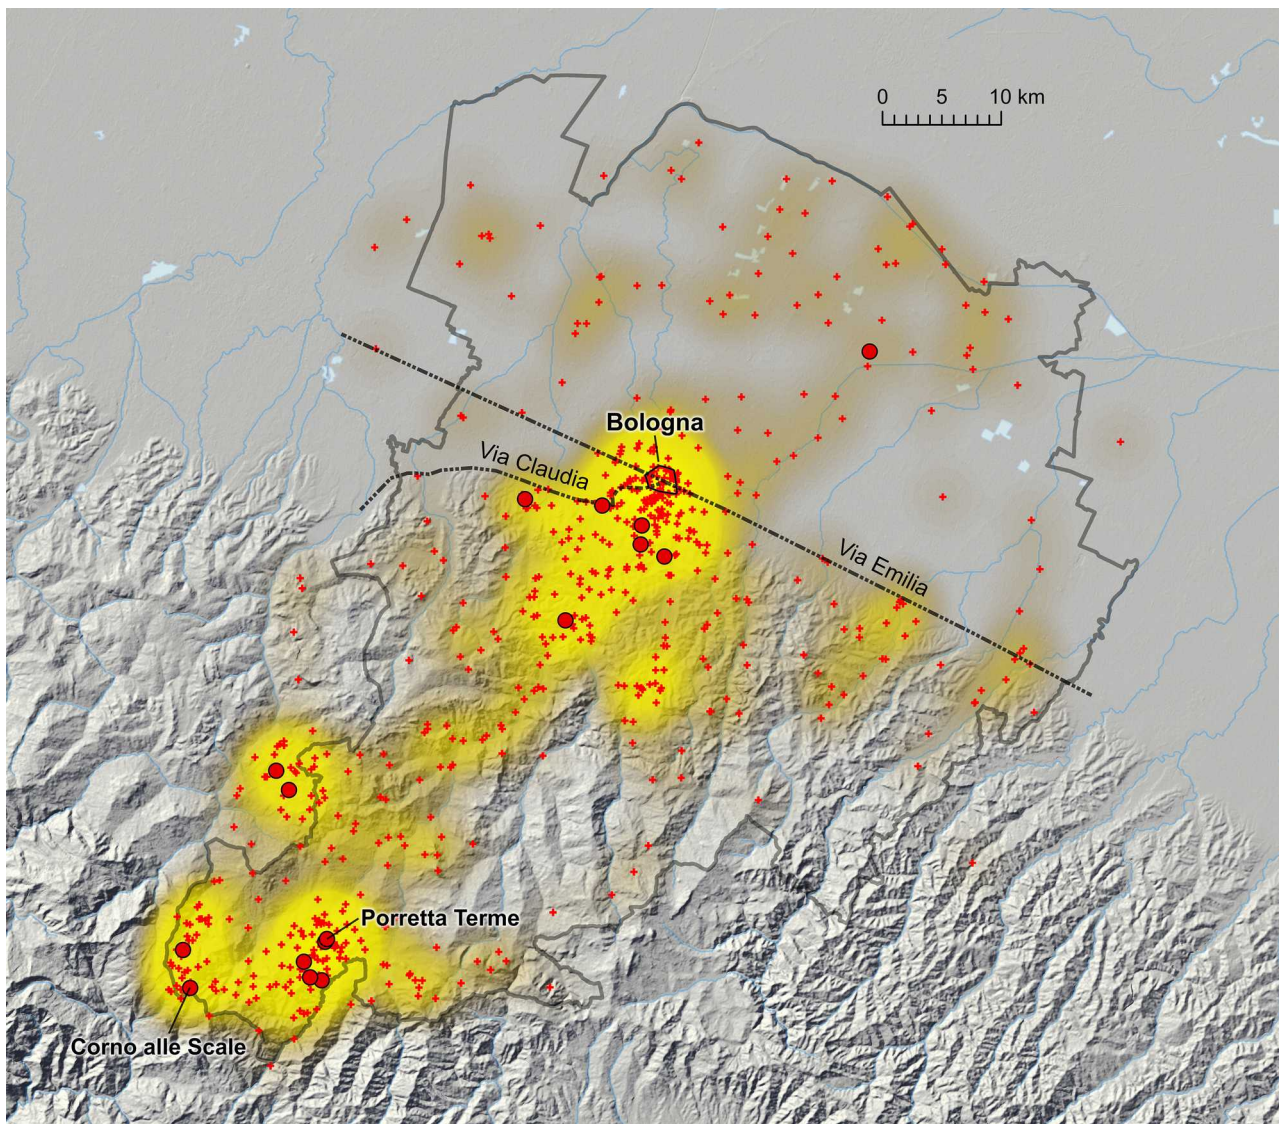 0 5 10 km
Bologna
Via Claudia
Via Emilia
Porretta Terme
Corno alle Scale